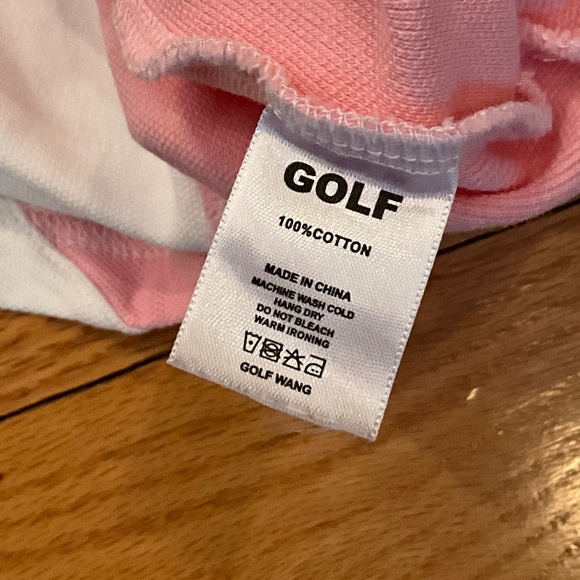 GOLF
100%COTTON
MADE IN CHINA
MACHINE WASH COLD
HANG DRY
DO NOT BLEACH
WARM IRONING
GOLF WANG